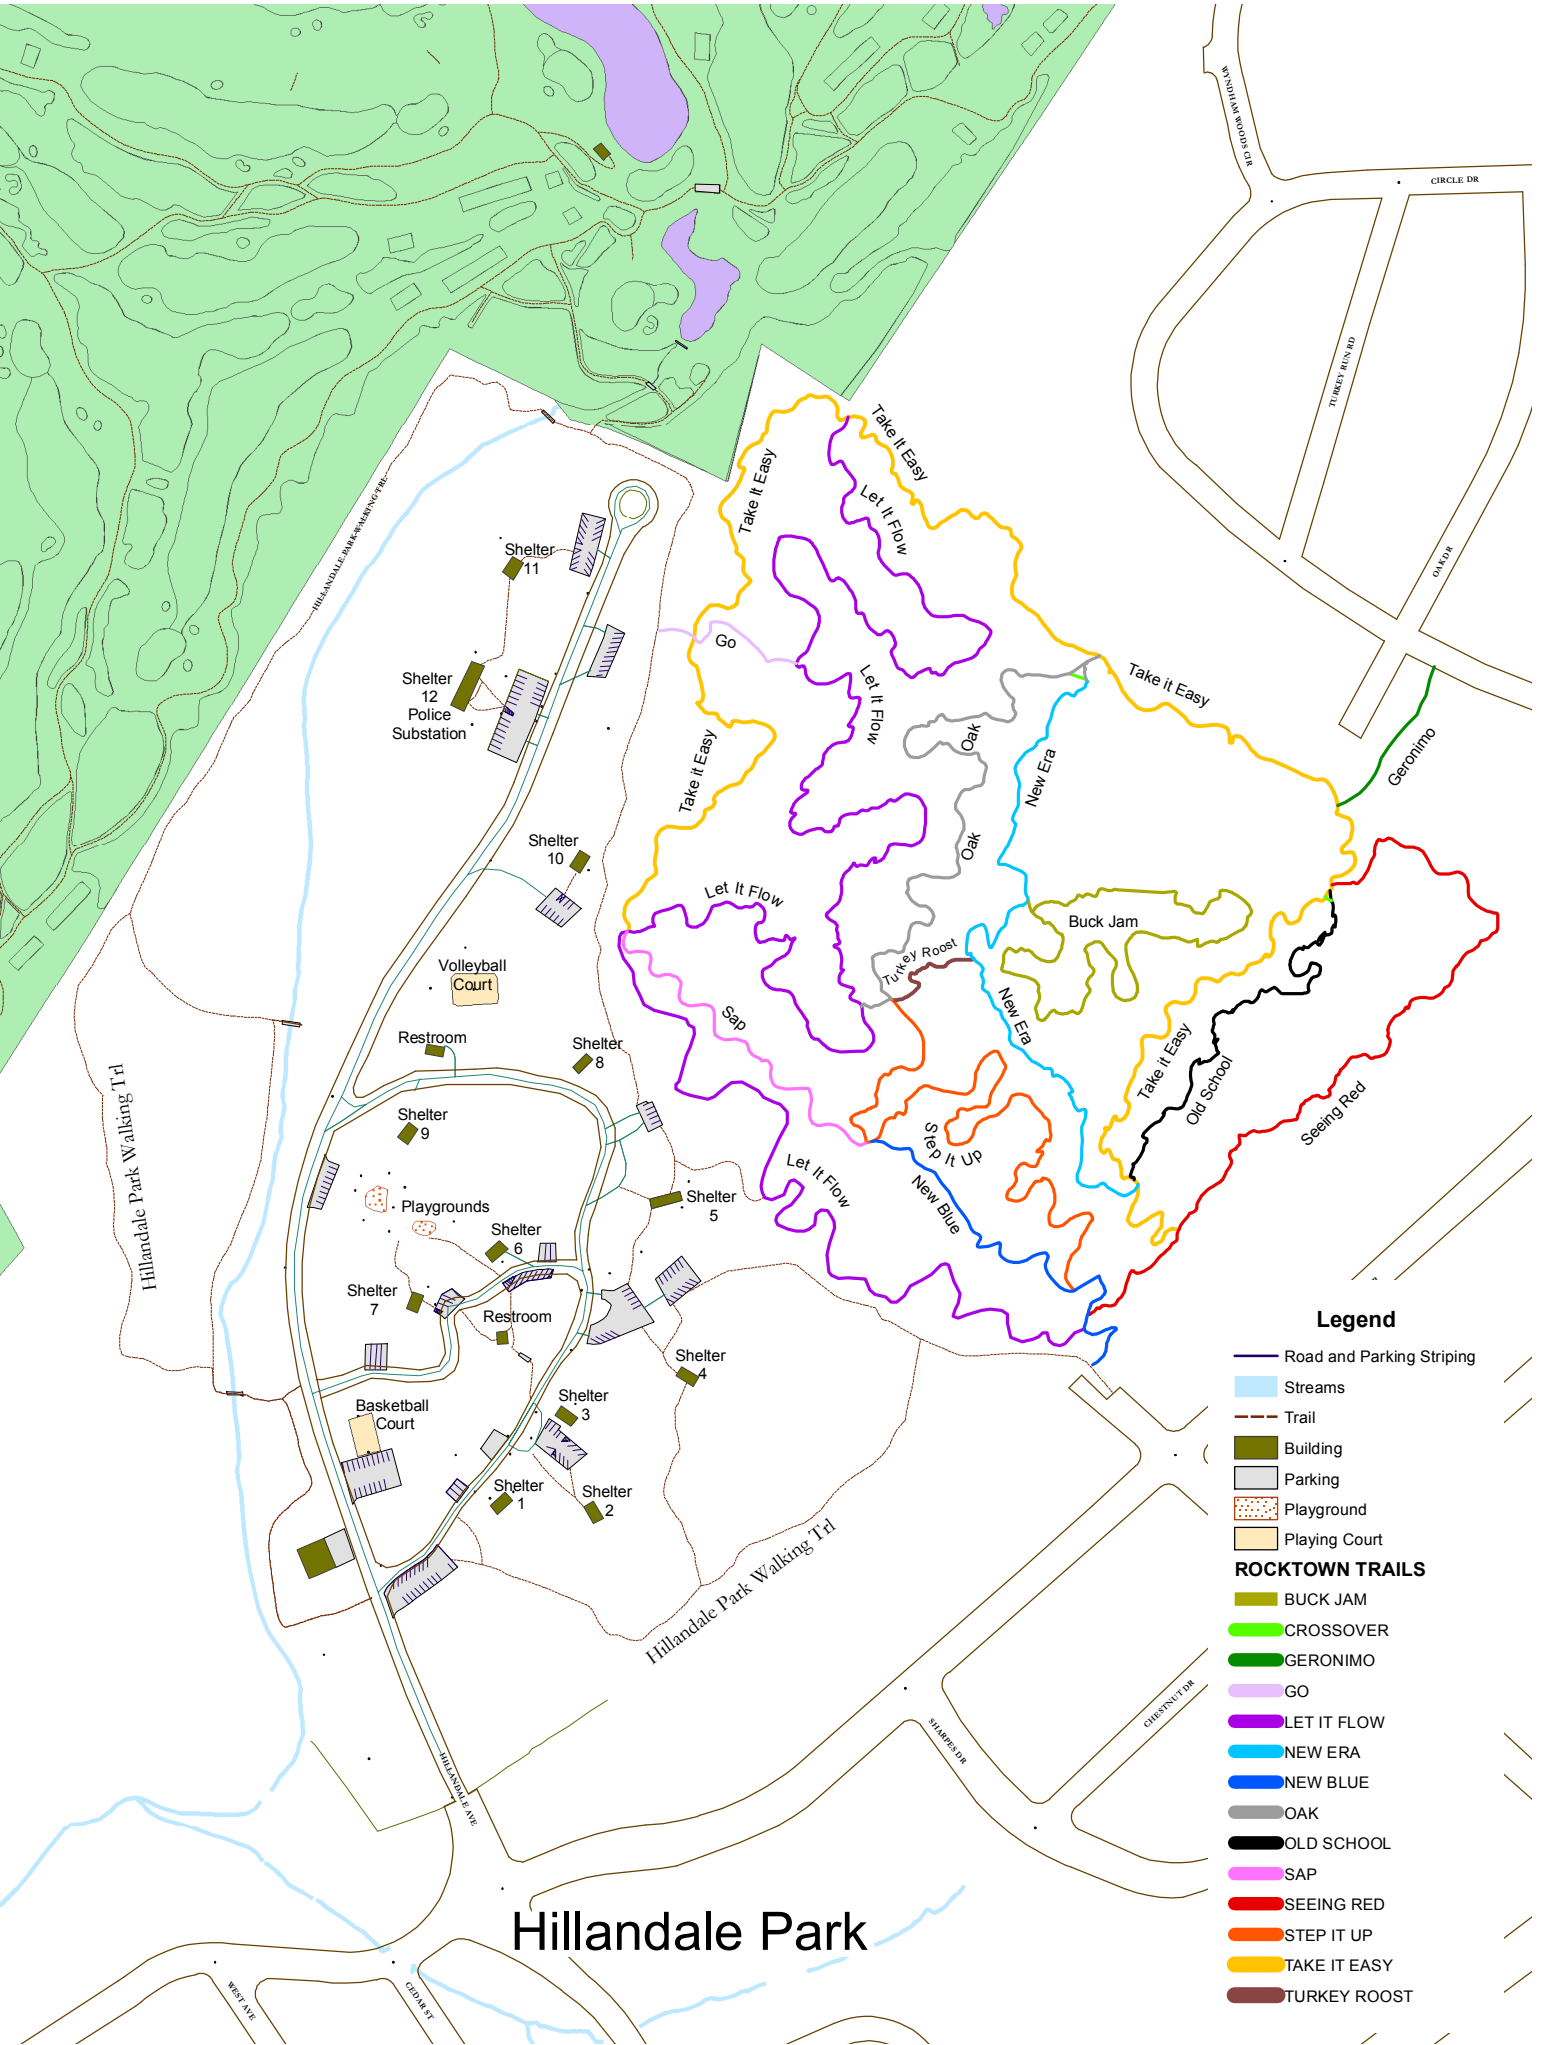 WYNDHAM WOODS CIR
CIRCLE DR
TURKEY RUN RD
OAK DR
HILLANDALE PARK WALKING TRL
Take It Easy
Take It Easy
Let It Flow
Shelter
11
Go
Shelter
12
Police
Substation
Let It Flow
Take it Easy
Oak
New Era
Take it Easy
Geronimo
Shelter
10
Oak
Let It Flow
Buck Jam
Turkey Roost
Volleyball
Court
Sap
New Era
Restroom
Shelter
8
Take it Easy
Old School
Seeing Red
Hillandale Park Walking Trl
Shelter
9
Step It Up
Let It Flow
New Blue
Playgrounds
Shelter
5
Shelter
6
Shelter
7
Restroom
Shelter
4
Basketball
Court
Shelter
3
Shelter
1
Shelter
2
Hillandale Park Walking Trl
HILLANDALE AVE
SHARPES DR
CHESTNUT DR
WEST AVE
CEDAR ST
Hillandale Park
Legend
Road and Parking Striping
Streams
Trail
Building
Parking
Playground
Playing Court
ROCKTOWN TRAILS
BUCK JAM
CROSSOVER
GERONIMO
GO
LET IT FLOW
NEW ERA
NEW BLUE
OAK
OLD SCHOOL
SAP
SEEING RED
STEP IT UP
TAKE IT EASY
TURKEY ROOST